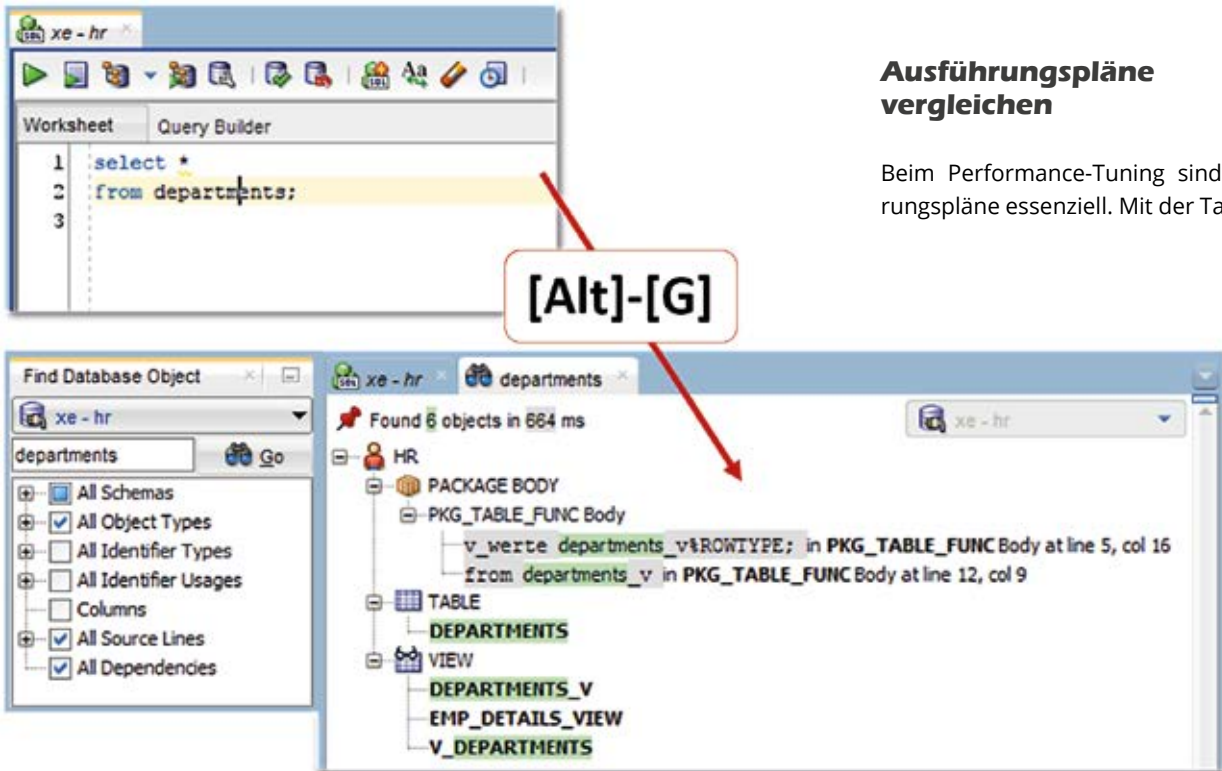 xe - hr
Worksheet Query Builder
1 select *
2 from departments;
3
Ausführungspläne
vergleichen
Beim Performance-Tuning sind
rungspläne essenziell. Mit der Ta
[Alt]-[G]
Find Database Object
xe - hr
departments Go
All Schemas
All Object Types
All Identifier Types
All Identifier Usages
Columns
All Source Lines
All Dependencies
xe - hr departments
Found 6 objects in 664 ms xe - hr
HR
PACKAGE BODY
PKG_TABLE_FUNC Body
v_werte departments_v%ROWTYPE; in PKG_TABLE_FUNC Body at line 5, col 16
from departments_v in PKG_TABLE_FUNC Body at line 12, col 9
TABLE
DEPARTMENTS
VIEW
DEPARTMENTS_V
EMP_DETAILS_VIEW
V_DEPARTMENTS